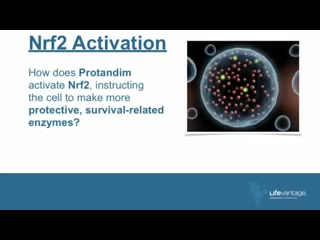 Nrf2 Activation
How does Protandim
activate Nrf2, instructing
the cell to make more
protective, survival-related
enzymes?
Lifevantage